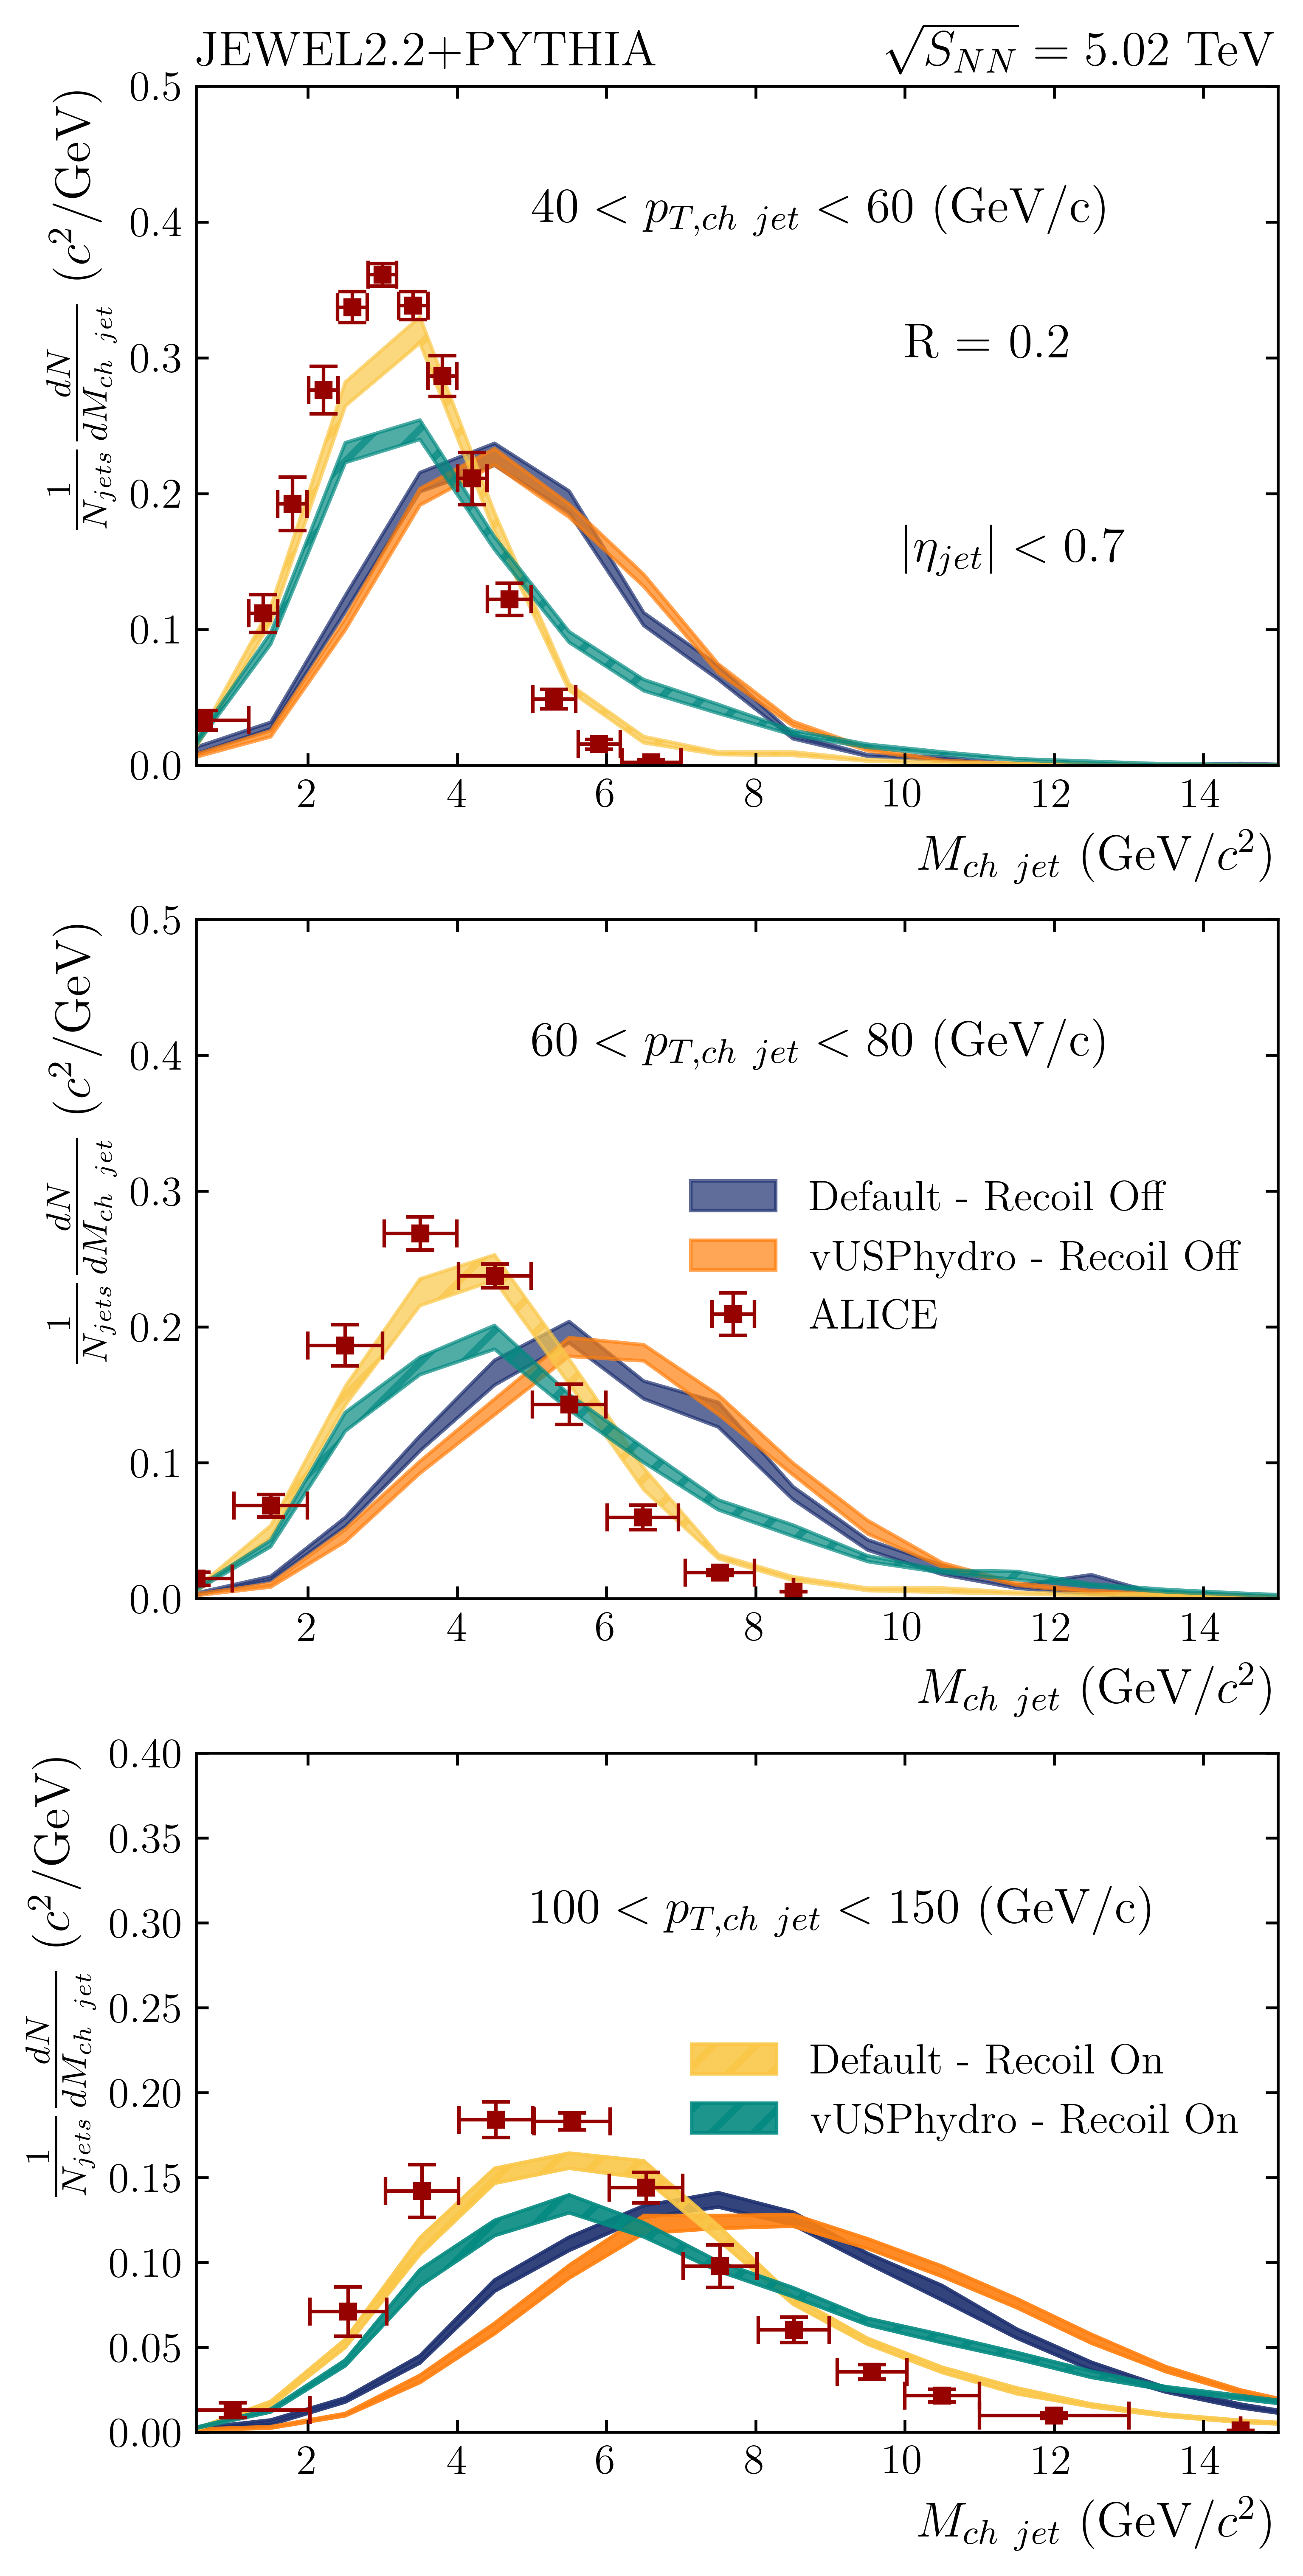 JEWEL2.2+PYTHIA √S_NN = 5.02 TeV
1/N_jets dN/dM_ch jet (c²/GeV)
0.5
0.4
0.3
0.2
0.1
0.0
40 < p_T,ch jet < 60 (GeV/c)
R = 0.2
|η_jet| < 0.7
2 4 6 8 10 12 14
M_ch jet (GeV/c²)
1/N_jets dN/dM_ch jet (c²/GeV)
0.5
0.4
0.3
0.2
0.1
0.0
60 < p_T,ch jet < 80 (GeV/c)
Default - Recoil Off
vUSPhydro - Recoil Off
ALICE
2 4 6 8 10 12 14
M_ch jet (GeV/c²)
1/N_jets dN/dM_ch jet (c²/GeV)
0.40
0.35
0.30
0.25
0.20
0.15
0.10
0.05
0.00
100 < p_T,ch jet < 150 (GeV/c)
Default - Recoil On
vUSPhydro - Recoil On
2 4 6 8 10 12 14
M_ch jet (GeV/c²)